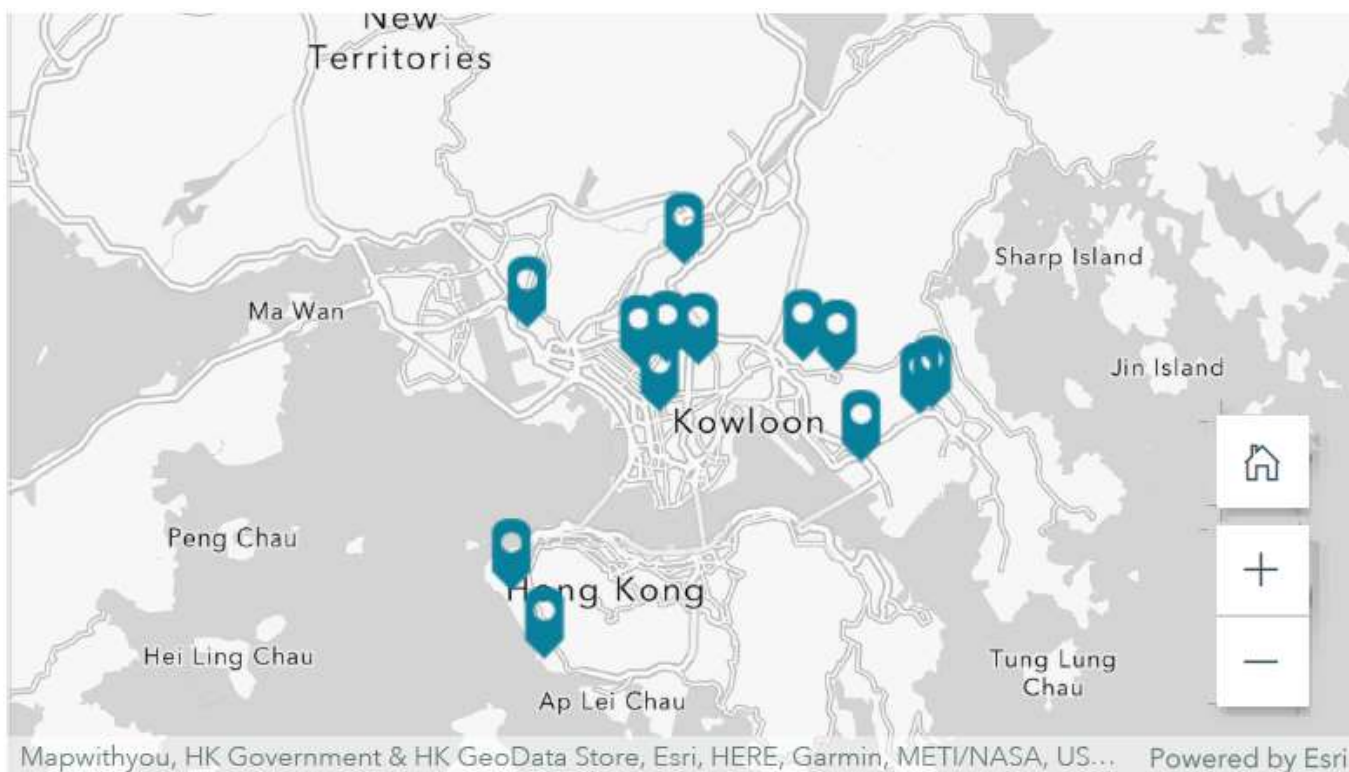 New
Territories
Sharp Island
Ma Wan
Jin Island
Kowloon
Peng Chau
Hong Kong
Hei Ling Chau
Tung Lung
Chau
Ap Lei Chau
Mapwithyou, HK Government & HK GeoData Store, Esri, HERE, Garmin, METI/NASA, US... Powered by Esri